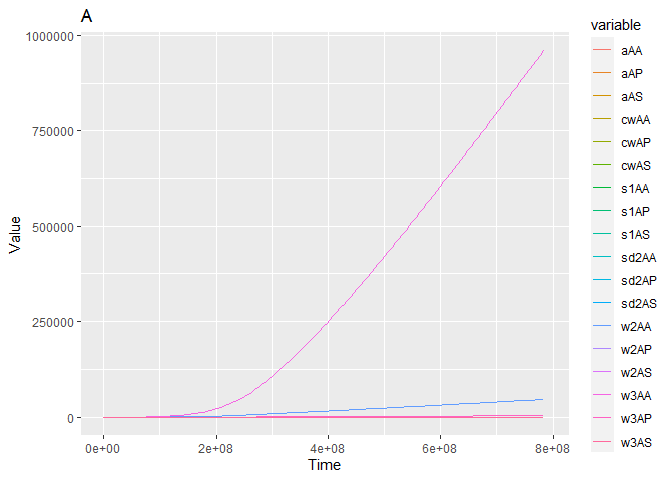 A
variable
1000000
750000
500000
250000
0
Value
0e+00
2e+08
4e+08
6e+08
8e+08
Time
aAA
aAP
aAS
cwAA
cwAP
cwAS
s1AA
s1AP
s1AS
sd2AA
sd2AP
sd2AS
w2AA
w2AP
w2AS
w3AA
w3AP
w3AS